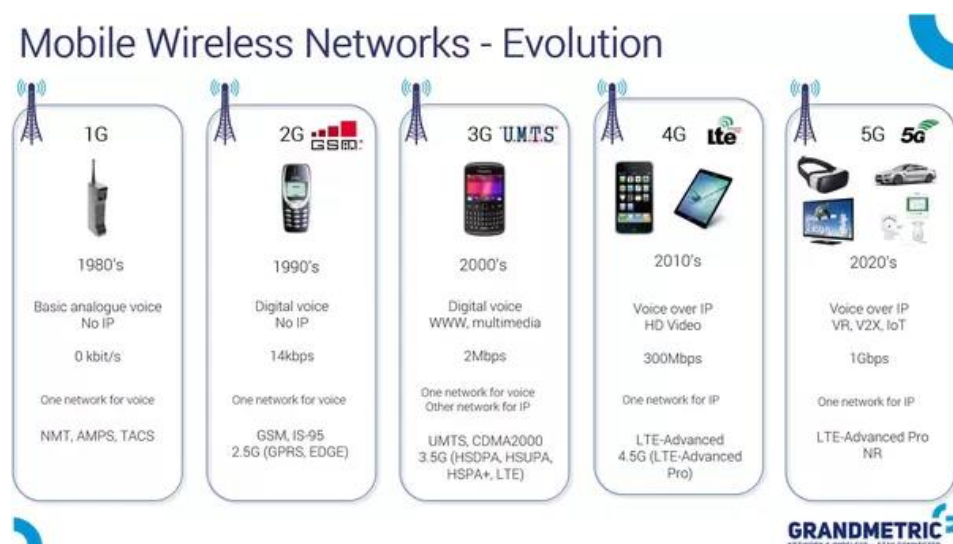 Mobile Wireless Networks - Evolution
1G
1980's
Basic analogue voice
No IP
0 kbit/s
One network for voice
NMT, AMPS, TACS
2G GSM
1990's
Digital voice
No IP
14kbps
One network for voice
GSM, IS-95
2.5G (GPRS, EDGE)
3G U.M.T.S
2000's
Digital voice
WWW, multimedia
2Mbps
One network for voice
Other network for IP
UMTS, CDMA2000
3.5G (HSDPA, HSUPA,
HSPA+, LTE)
4G lte
2010's
Voice over IP
HD Video
300Mbps
One network for IP
LTE-Advanced
4.5G (LTE-Advanced
Pro)
5G 5G
2020's
Voice over IP
VR, V2X, IoT
1Gbps
One network for IP
LTE-Advanced Pro
NR
GRANDMETRIC